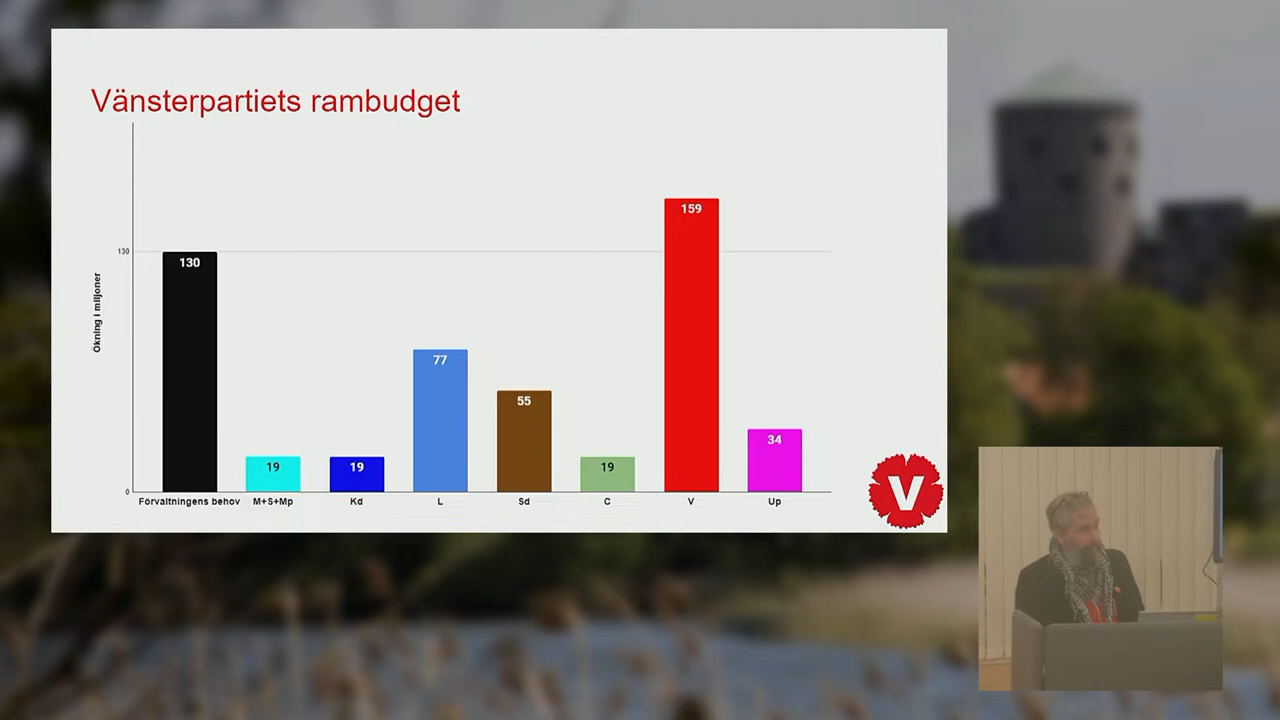 Vänsterpartiets rambudget
Ökning i miljoner
130
0
130
19
19
77
55
19
159
34
Förvaltningens behov
M+S+Mp
Kd
L
Sd
C
V
Up
V